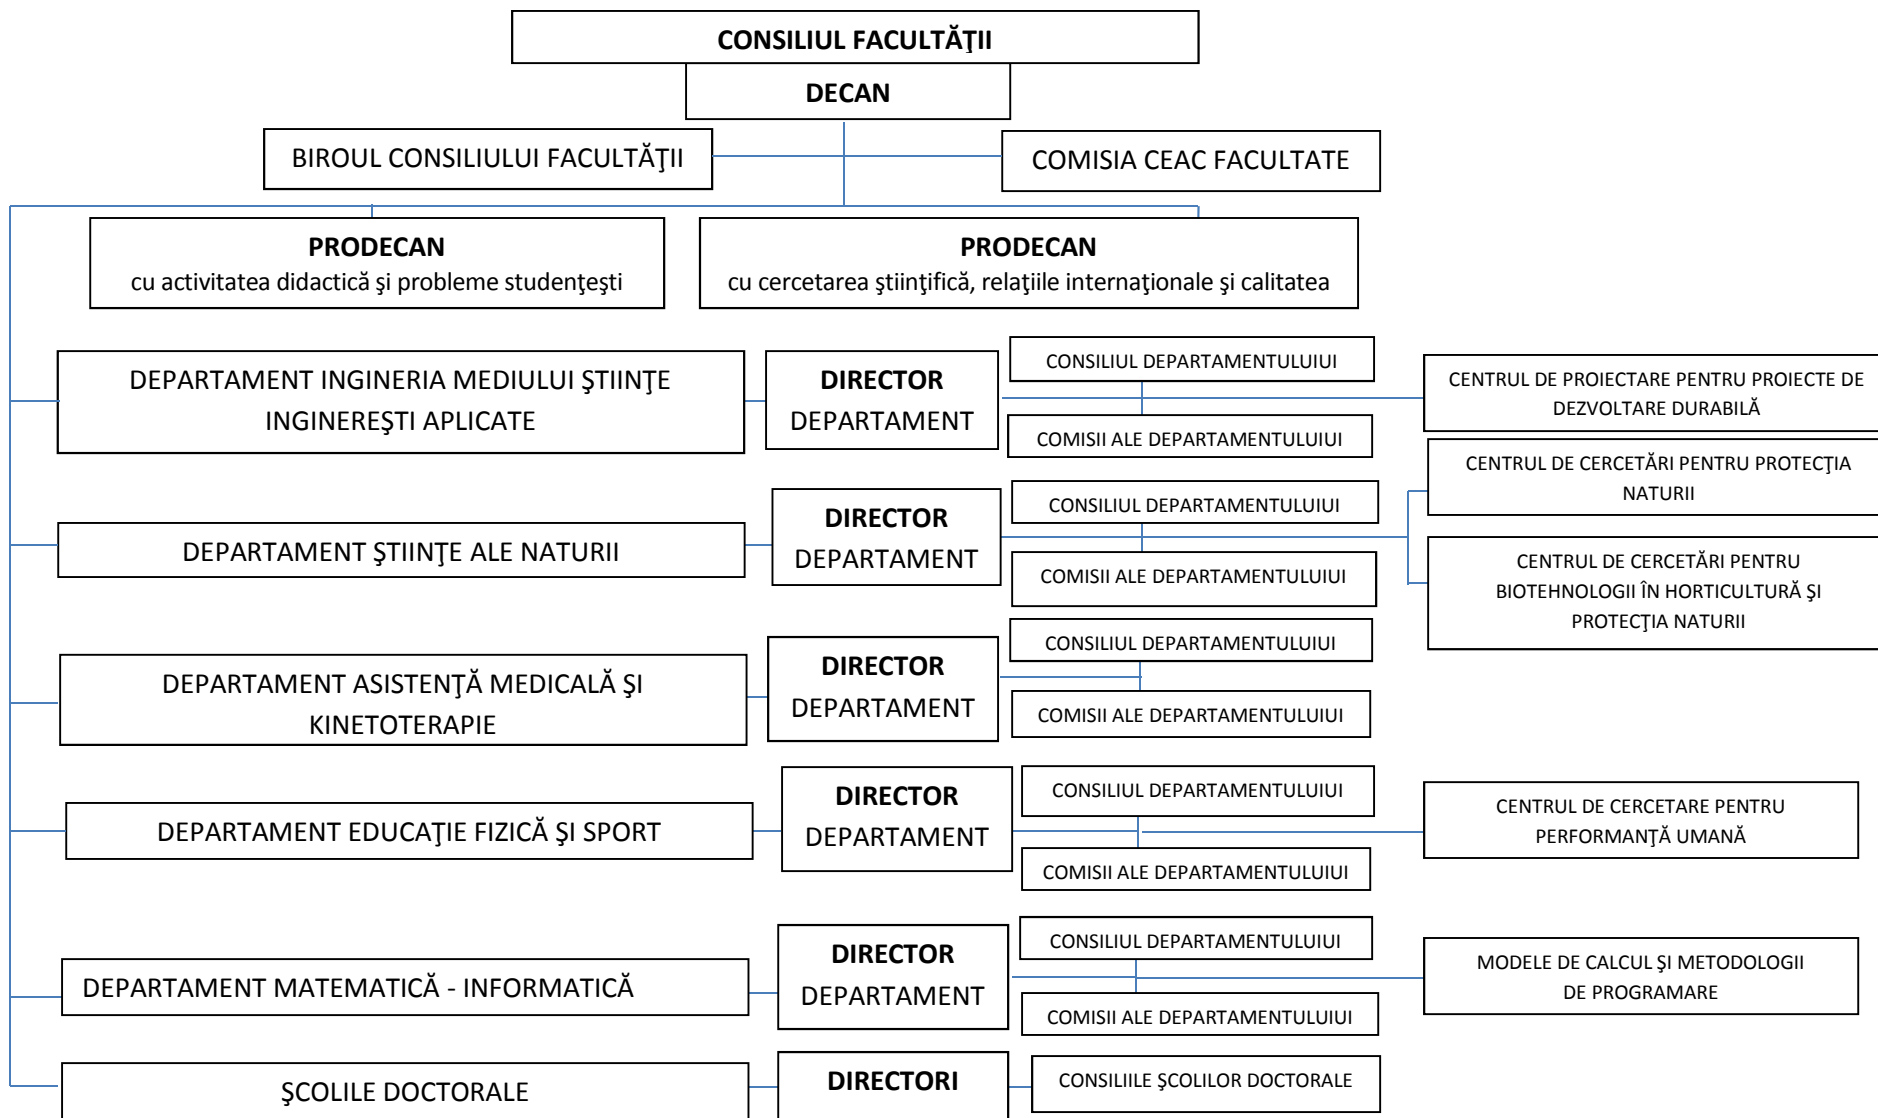 CONSILIUL FACULTĂŢII
DECAN
BIROUL CONSILIULUI FACULTĂŢII
COMISIA CEAC FACULTATE
PRODECAN
cu activitatea didactică şi probleme studenţeşti
PRODECAN
cu cercetarea ştiinţifică, relaţiile internaţionale şi calitatea
DEPARTAMENT INGINERIA MEDIULUI ŞTIINŢE
INGINEREŞTI APLICATE
DIRECTOR
DEPARTAMENT
CONSILIUL DEPARTAMENTULUIUI
COMISII ALE DEPARTAMENTULUIUI
CENTRUL DE PROIECTARE PENTRU PROIECTE DE
DEZVOLTARE DURABILĂ
DEPARTAMENT ŞTIINŢE ALE NATURII
DIRECTOR
DEPARTAMENT
CONSILIUL DEPARTAMENTULUIUI
COMISII ALE DEPARTAMENTULUIUI
CENTRUL DE CERCETĂRI PENTRU PROTECŢIA
NATURII
CENTRUL DE CERCETĂRI PENTRU
BIOTEHNOLOGII ÎN HORTICULTURĂ ŞI
PROTECŢIA NATURII
DEPARTAMENT ASISTENŢĂ MEDICALĂ ŞI
KINETOTERAPIE
DIRECTOR
DEPARTAMENT
CONSILIUL DEPARTAMENTULUIUI
COMISII ALE DEPARTAMENTULUIUI
DEPARTAMENT EDUCAŢIE FIZICĂ ŞI SPORT
DIRECTOR
DEPARTAMENT
CONSILIUL DEPARTAMENTULUIUI
COMISII ALE DEPARTAMENTULUIUI
CENTRUL DE CERCETARE PENTRU
PERFORMANŢĂ UMANĂ
DEPARTAMENT MATEMATICĂ - INFORMATICĂ
DIRECTOR
DEPARTAMENT
CONSILIUL DEPARTAMENTULUIUI
COMISII ALE DEPARTAMENTULUIUI
MODELE DE CALCUL ŞI METODOLOGII
DE PROGRAMARE
ŞCOLILE DOCTORALE
DIRECTORI
CONSILIILE ŞCOLILOR DOCTORALE